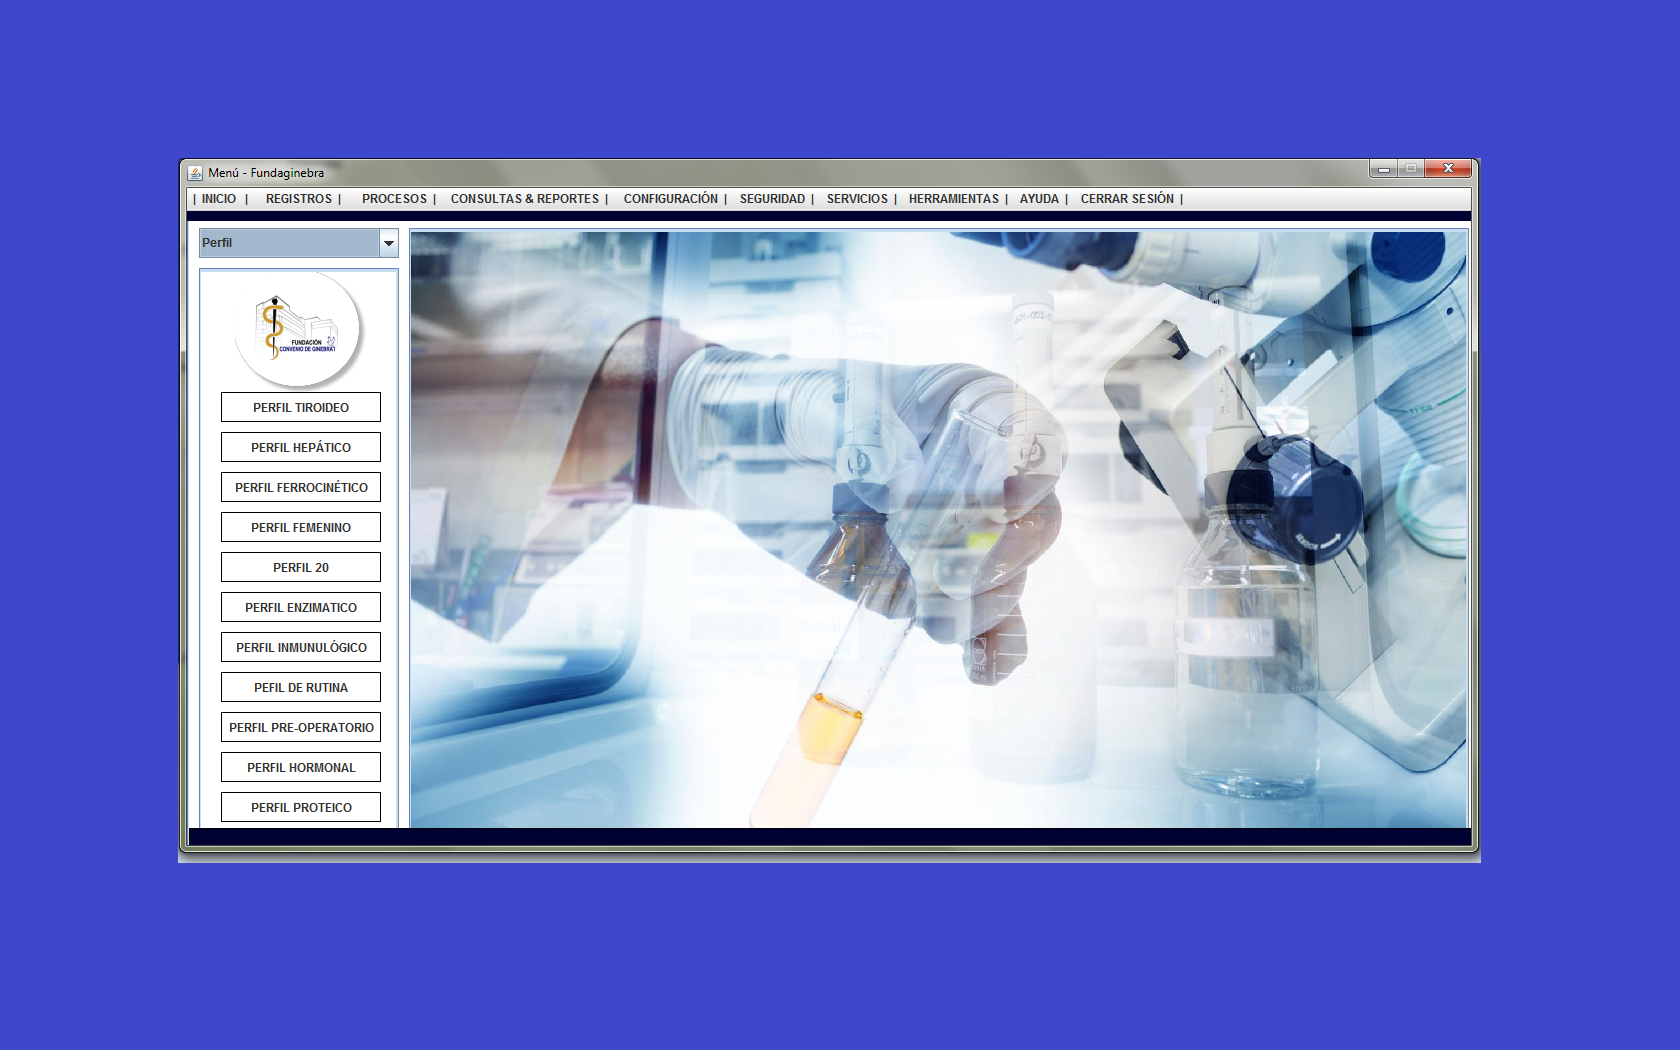 Menú - Fundaginebra
| INICIO | REGISTROS | PROCESOS | CONSULTAS & REPORTES | CONFIGURACIÓN | SEGURIDAD | SERVICIOS | HERRAMIENTAS | AYUDA | CERRAR SESIÓN |
Perfil
FUNDACIÓN
CONVENIO DE GINEBRA
PERFIL TIROIDEO
PERFIL HEPÁTICO
PERFIL FERROCINÉTICO
PERFIL FEMENINO
PERFIL 20
PERFIL ENZIMATICO
PERFIL INMUNULÓGICO
PEFIL DE RUTINA
PERFIL PRE-OPERATORIO
PERFIL HORMONAL
PERFIL PROTEICO